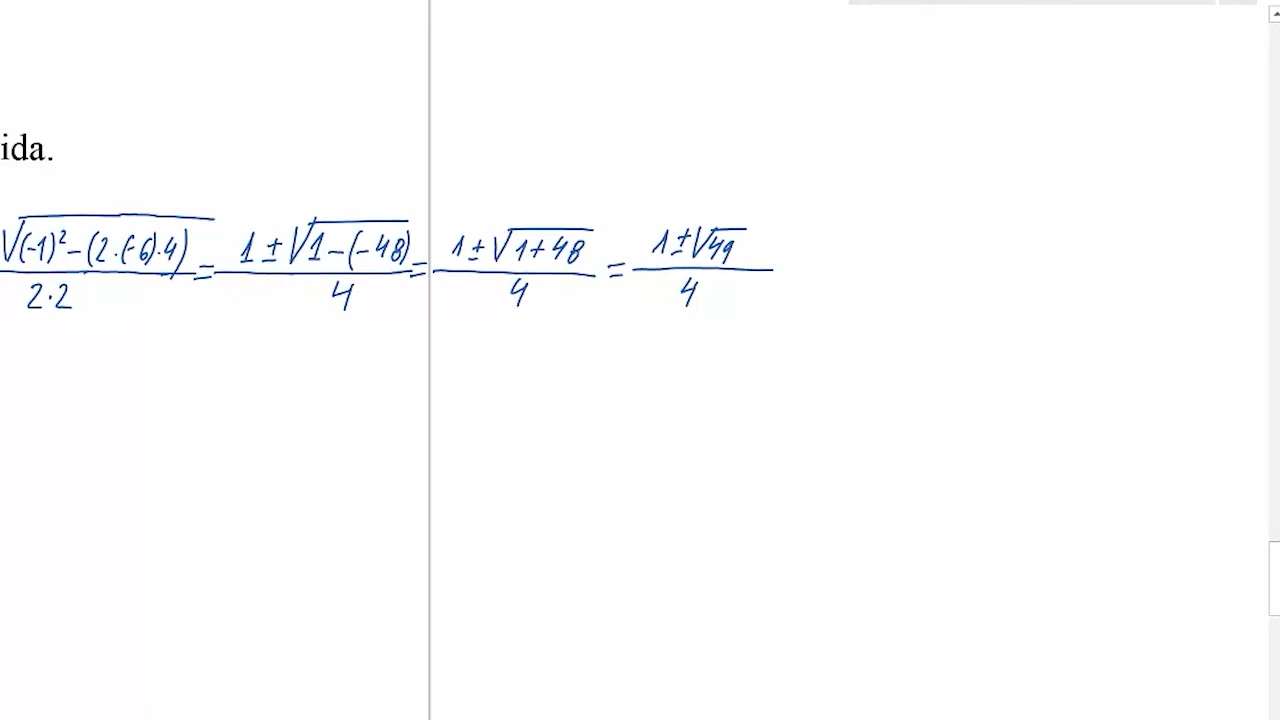 ida.
√(-1)² - (2·(-6)·4) / 2·2 = 1 ± √1 - (-48) / 4 = 1 ± √1 + 48 / 4 = 1 ± √49 / 4